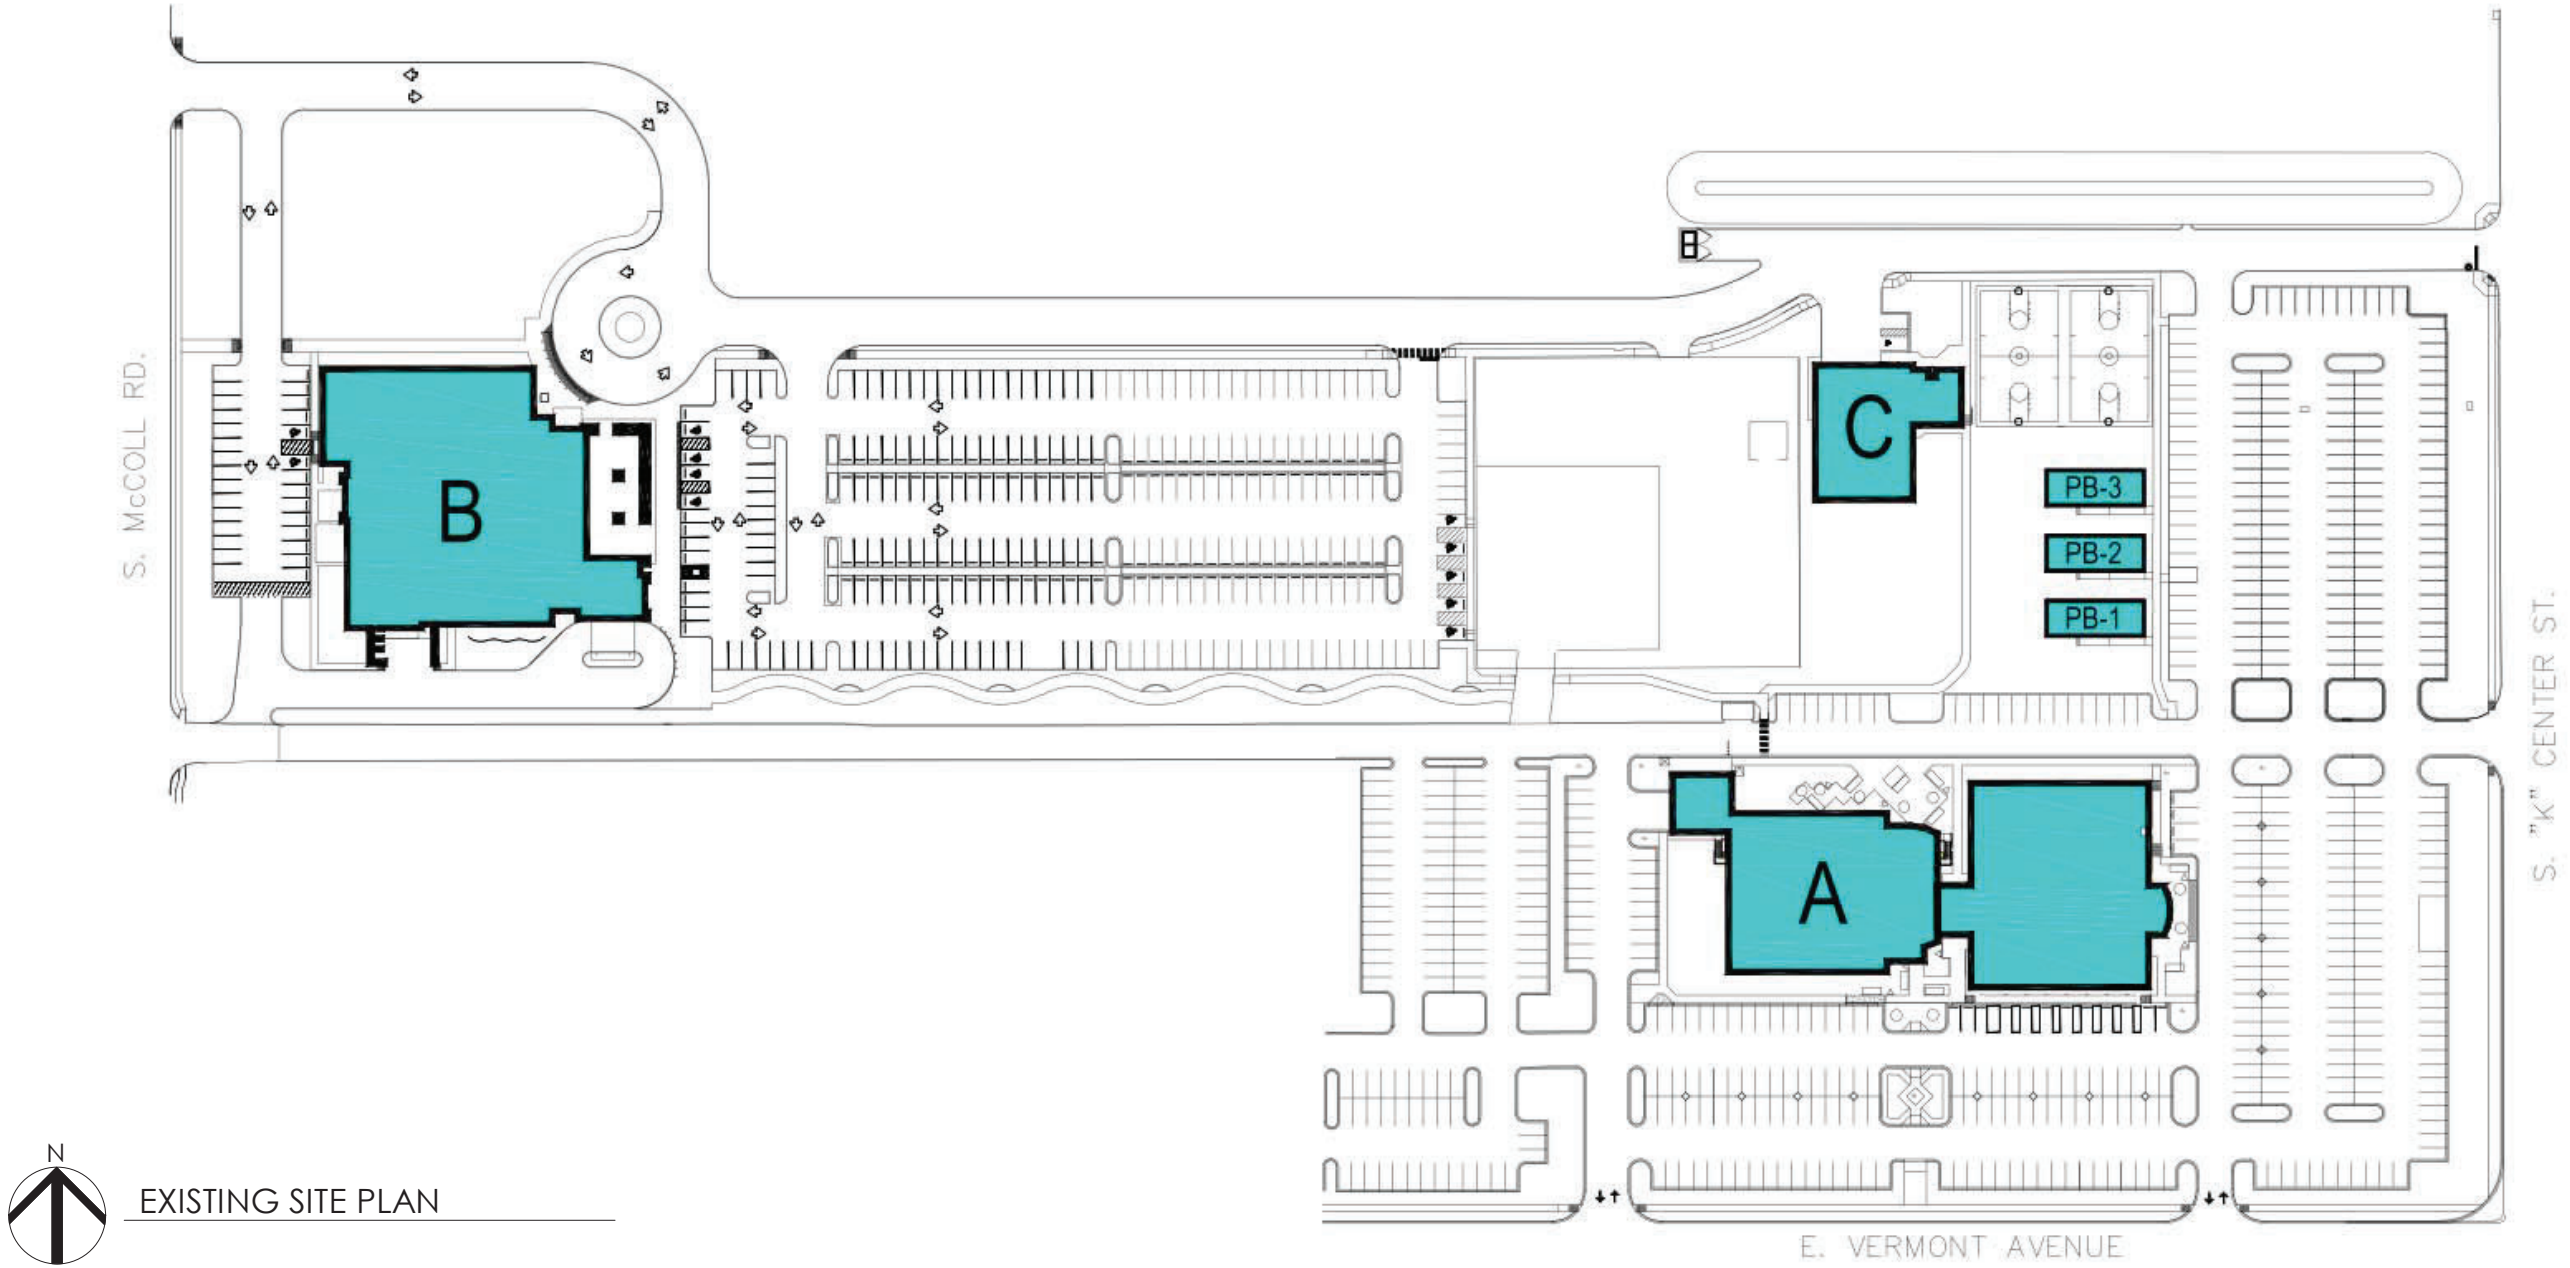 S. McCOLL RD.
B
C
PB-3
PB-2
PB-1
A
S. "K" CENTER ST.
N
EXISTING SITE PLAN
E. VERMONT AVENUE